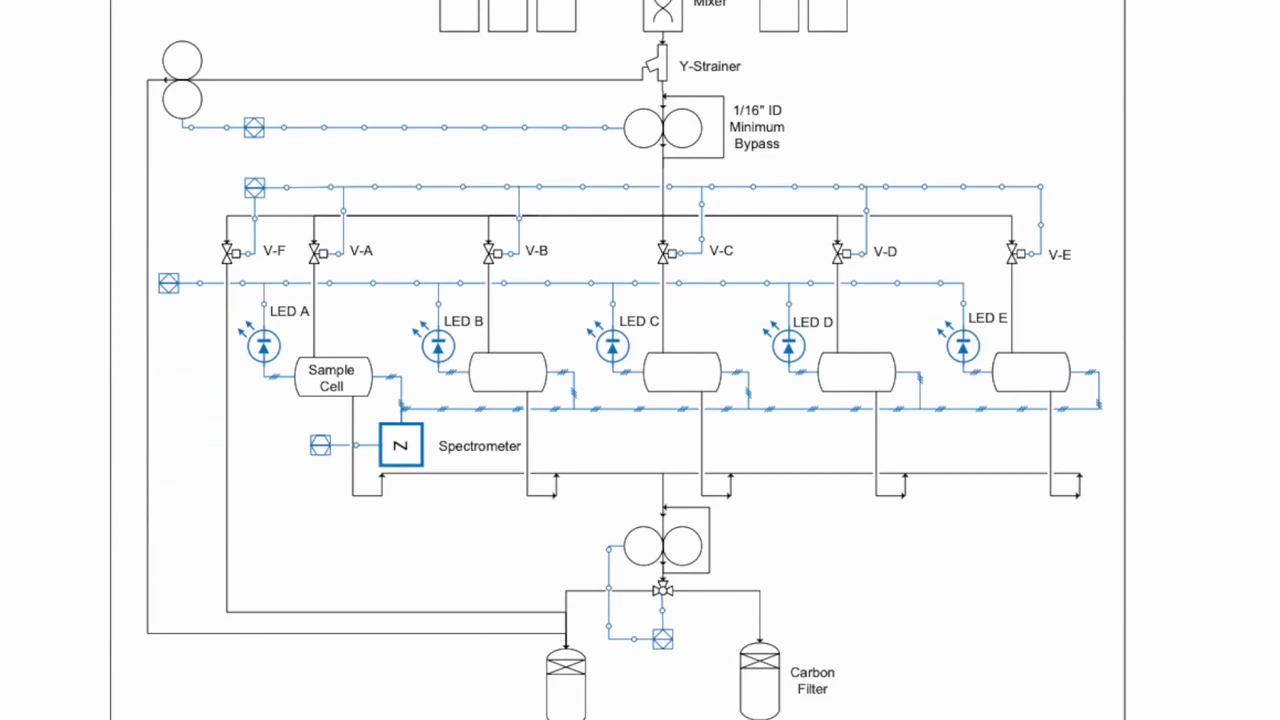 Mixer
Y-Strainer
1/16" ID
Minimum
Bypass
V-F
V-A
V-B
V-C
V-D
V-E
LED A
LED B
LED C
LED D
LED E
Sample
Cell
Z
Spectrometer
Carbon
Filter